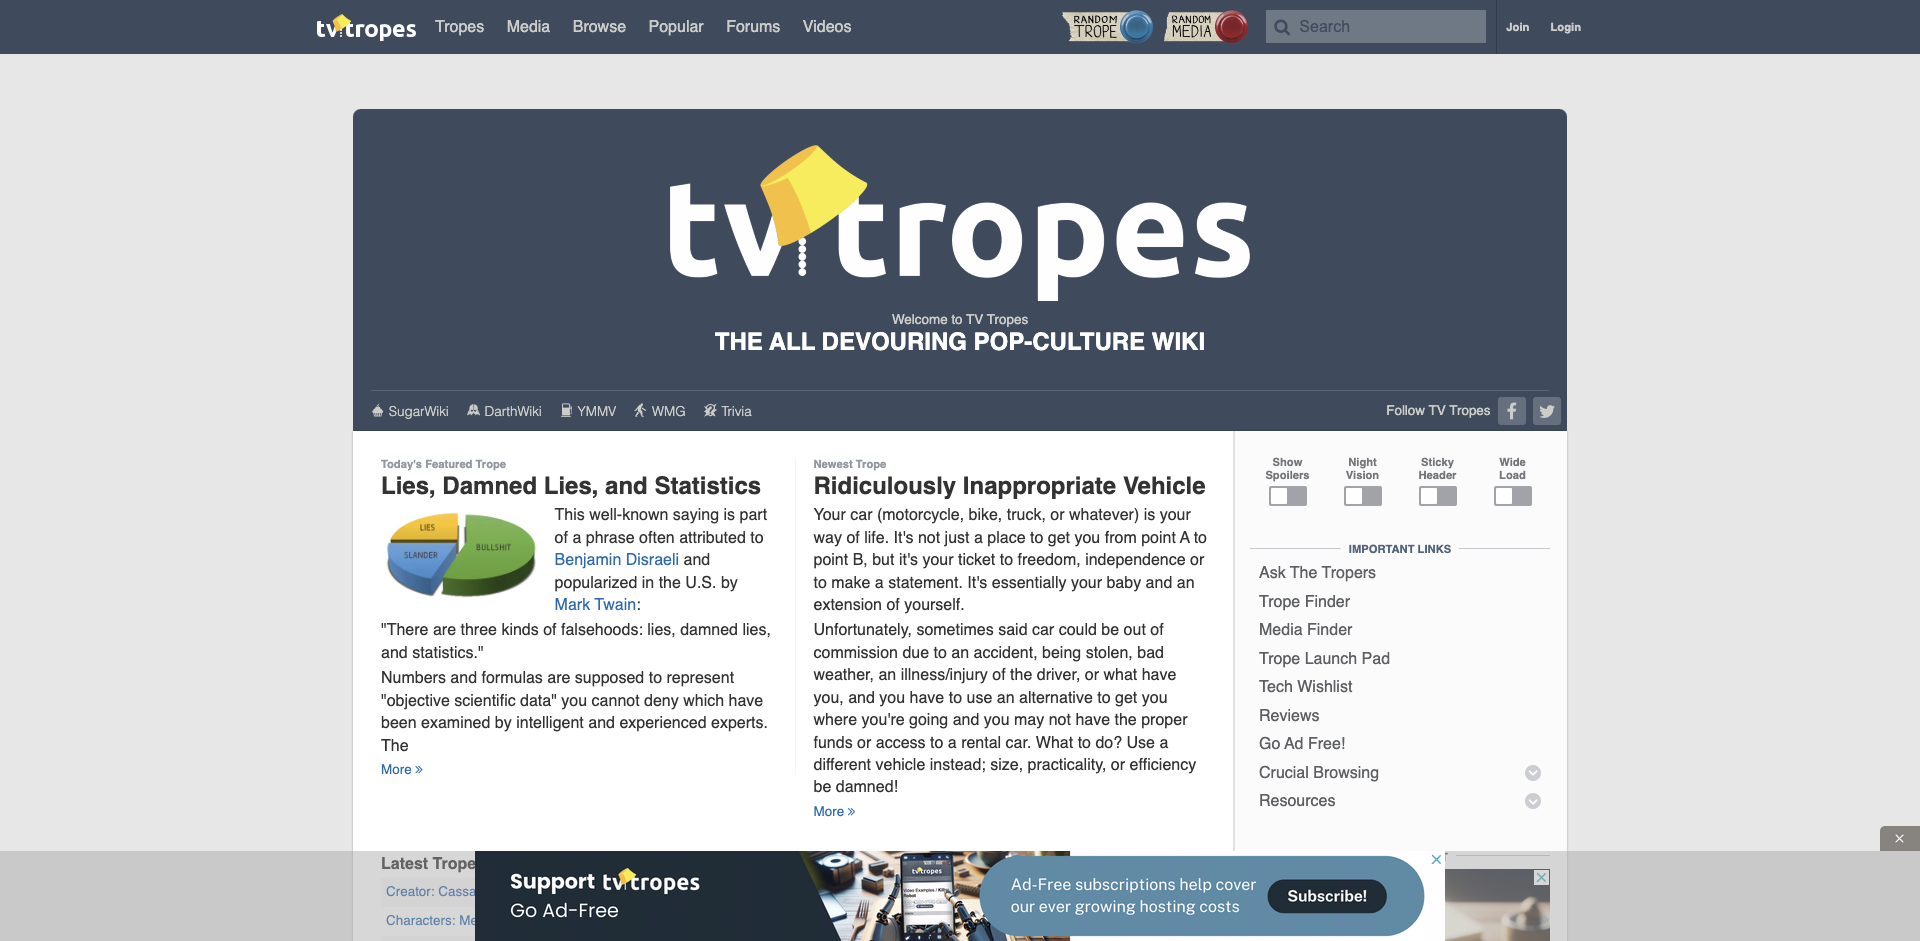 tvtropes
Tropes
Media
Browse
Popular
Forums
Videos
RANDOM
TROPE
RANDOM
MEDIA
Search
Join
Login
tvtropes
Welcome to TV Tropes
THE ALL DEVOURING POP-CULTURE WIKI
SugarWiki
DarthWiki
YMMV
WMG
Trivia
Follow TV Tropes
Today's Featured Trope
Lies, Damned Lies, and Statistics
LIES
SLANDER
BULLSHIT
This well-known saying is part
of a phrase often attributed to
Benjamin Disraeli and
popularized in the U.S. by
Mark Twain:
"There are three kinds of falsehoods: lies, damned lies,
and statistics."
Numbers and formulas are supposed to represent
"objective scientific data" you cannot deny which have
been examined by intelligent and experienced experts.
The
More »
Newest Trope
Ridiculously Inappropriate Vehicle
Your car (motorcycle, bike, truck, or whatever) is your
way of life. It's not just a place to get you from point A to
point B, but it's your ticket to freedom, independence or
to make a statement. It's essentially your baby and an
extension of yourself.
Unfortunately, sometimes said car could be out of
commission due to an accident, being stolen, bad
weather, an illness/injury of the driver, or what have
you, and you have to use an alternative to get you
where you're going and you may not have the proper
funds or access to a rental car. What to do? Use a
different vehicle instead; size, practicality, or efficiency
be damned!
More »
Show
Spoilers
Night
Vision
Sticky
Header
Wide
Load
IMPORTANT LINKS
Ask The Tropers
Trope Finder
Media Finder
Trope Launch Pad
Tech Wishlist
Reviews
Go Ad Free!
Crucial Browsing
Resources
Latest Trope
Creator: Cassa
Characters: Me
Support tvtropes
Go Ad-Free
tvtropes
Ad-Free subscriptions help cover
our ever growing hosting costs
Subscribe!